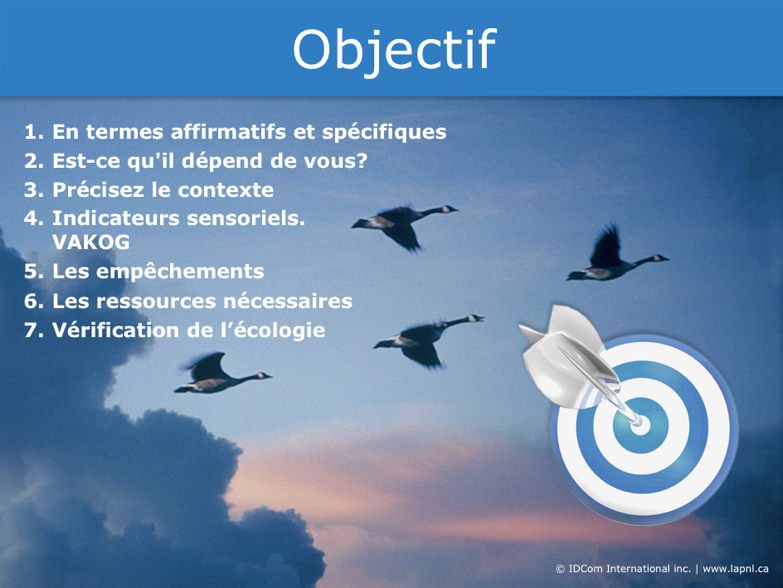 Objectif
1. En termes affirmatifs et spécifiques
2. Est-ce qu'il dépend de vous?
3. Précisez le contexte
4. Indicateurs sensoriels.
VAKOG
5. Les empêchements
6. Les ressources nécessaires
7. Vérification de l’écologie
© IDCom International inc. | www.lapnl.ca